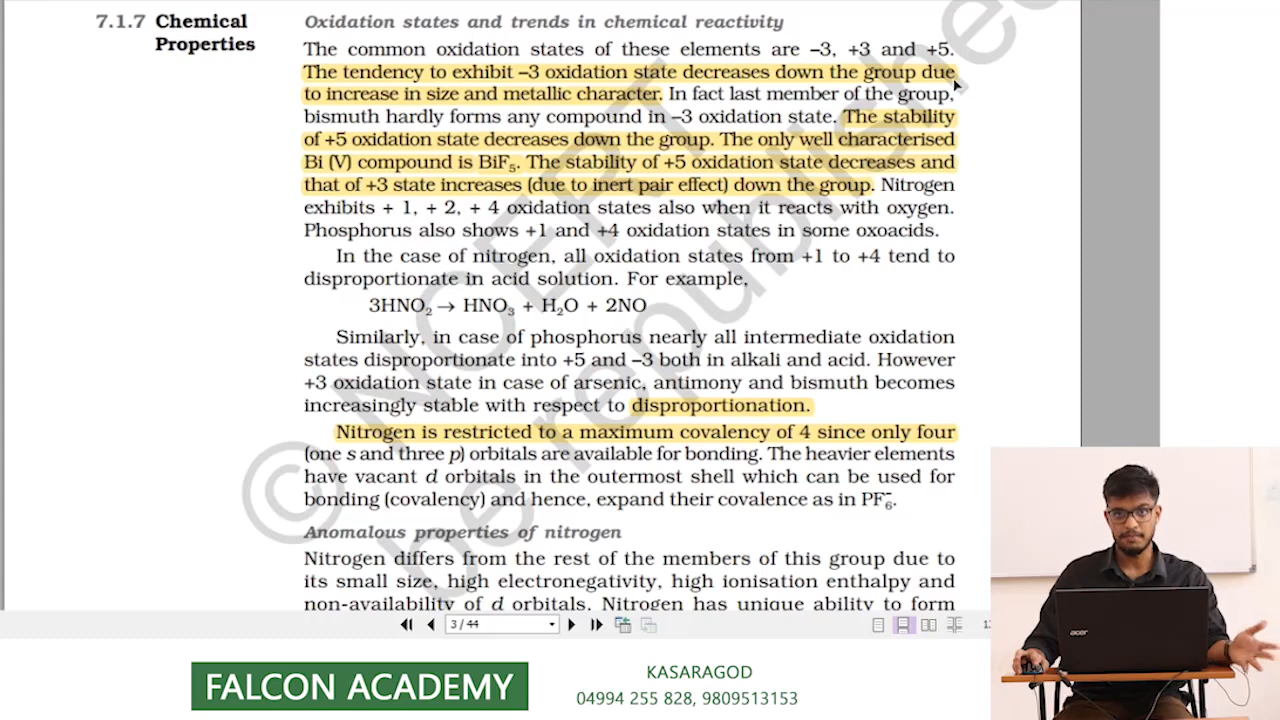 7.1.7 Chemical Properties
Oxidation states and trends in chemical reactivity
The common oxidation states of these elements are –3, +3 and +5.
The tendency to exhibit –3 oxidation state decreases down the group due
to increase in size and metallic character. In fact last member of the group,
bismuth hardly forms any compound in –3 oxidation state. The stability
of +5 oxidation state decreases down the group. The only well characterised
Bi (V) compound is BiF₅. The stability of +5 oxidation state decreases and
that of +3 state increases (due to inert pair effect) down the group. Nitrogen
exhibits + 1, + 2, + 4 oxidation states also when it reacts with oxygen.
Phosphorus also shows +1 and +4 oxidation states in some oxoacids.
In the case of nitrogen, all oxidation states from +1 to +4 tend to
disproportionate in acid solution. For example,
3HNO₂ → HNO₃ + H₂O + 2NO
Similarly, in case of phosphorus nearly all intermediate oxidation
states disproportionate into +5 and –3 both in alkali and acid. However
+3 oxidation state in case of arsenic, antimony and bismuth becomes
increasingly stable with respect to disproportionation.
Nitrogen is restricted to a maximum covalency of 4 since only four
(one s and three p) orbitals are available for bonding. The heavier elements
have vacant d orbitals in the outermost shell which can be used for
bonding (covalency) and hence, expand their covalence as in PF₆⁻.
Anomalous properties of nitrogen
Nitrogen differs from the rest of the members of this group due to
its small size, high electronegativity, high ionisation enthalpy and
non-availability of d orbitals. Nitrogen has unique ability to form
© NCERT
be republished
3 / 44
acer
FALCON ACADEMY
KASARAGOD
04994 255 828, 9809513153